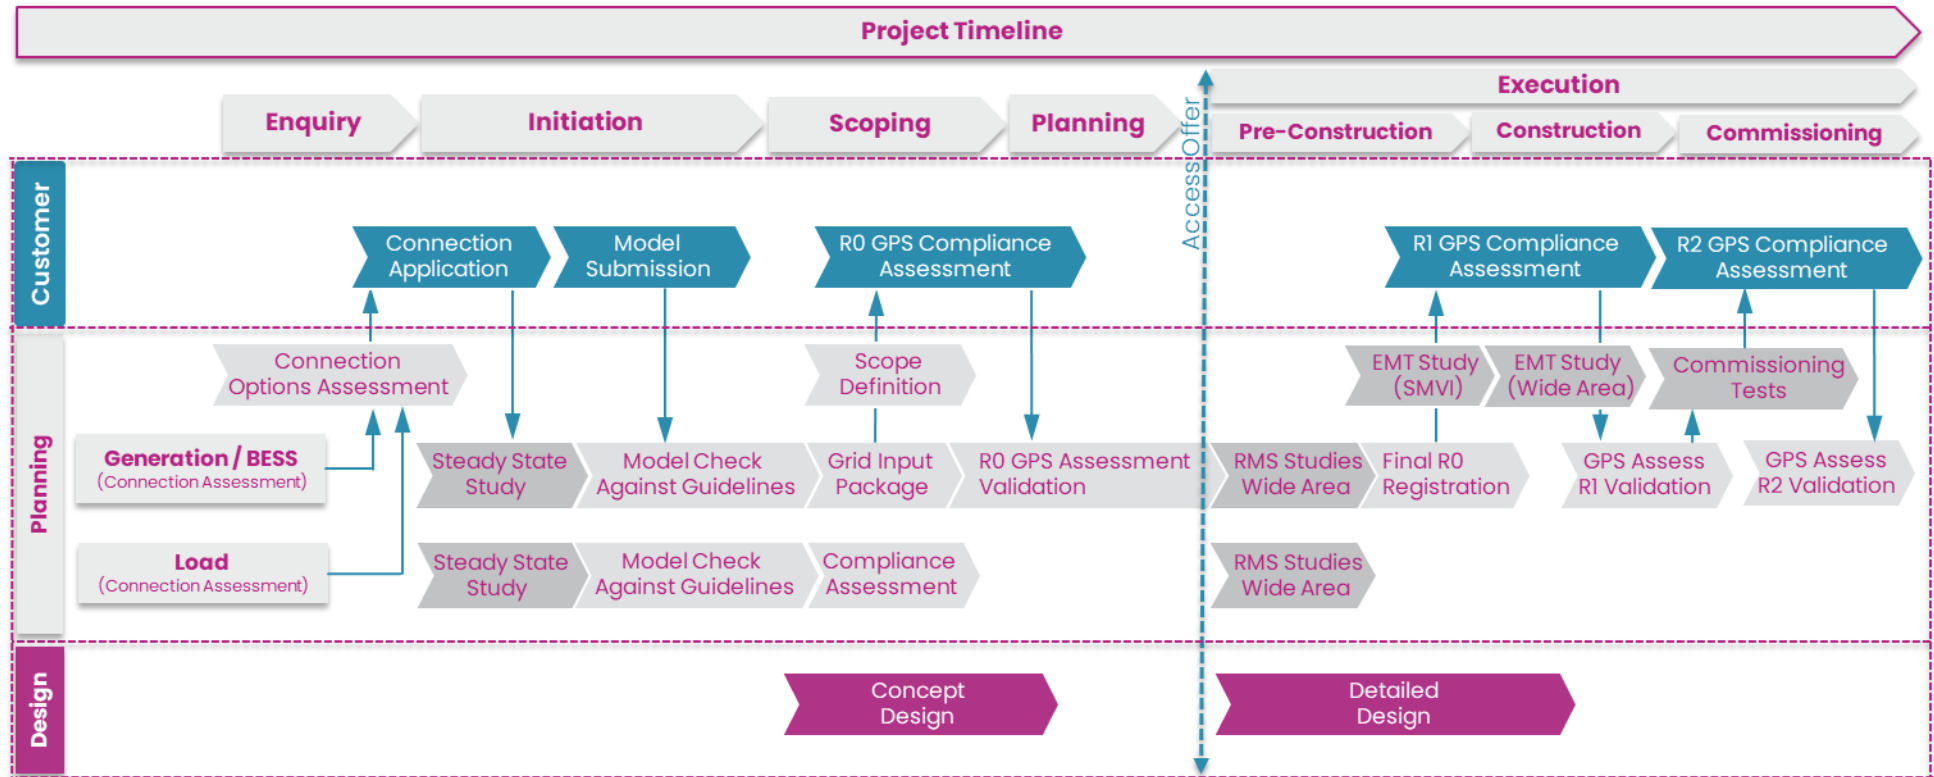 Project Timeline
Execution
Enquiry
Initiation
Scoping
Planning
Access Offer
Pre-Construction
Construction
Commissioning
Customer
Connection
Application
Model
Submission
R0 GPS Compliance
Assessment
R1 GPS Compliance
Assessment
R2 GPS Compliance
Assessment
Planning
Connection
Options Assessment
Scope
Definition
EMT Study
(SMVI)
EMT Study
(Wide Area)
Commissioning
Tests
Generation / BESS
(Connection Assessment)
Steady State
Study
Model Check
Against Guidelines
Grid Input
Package
R0 GPS Assessment
Validation
RMS Studies
Wide Area
Final R0
Registration
GPS Assess
R1 Validation
GPS Assess
R2 Validation
Load
(Connection Assessment)
Steady State
Study
Model Check
Against Guidelines
Compliance
Assessment
RMS Studies
Wide Area
Design
Concept
Design
Detailed
Design